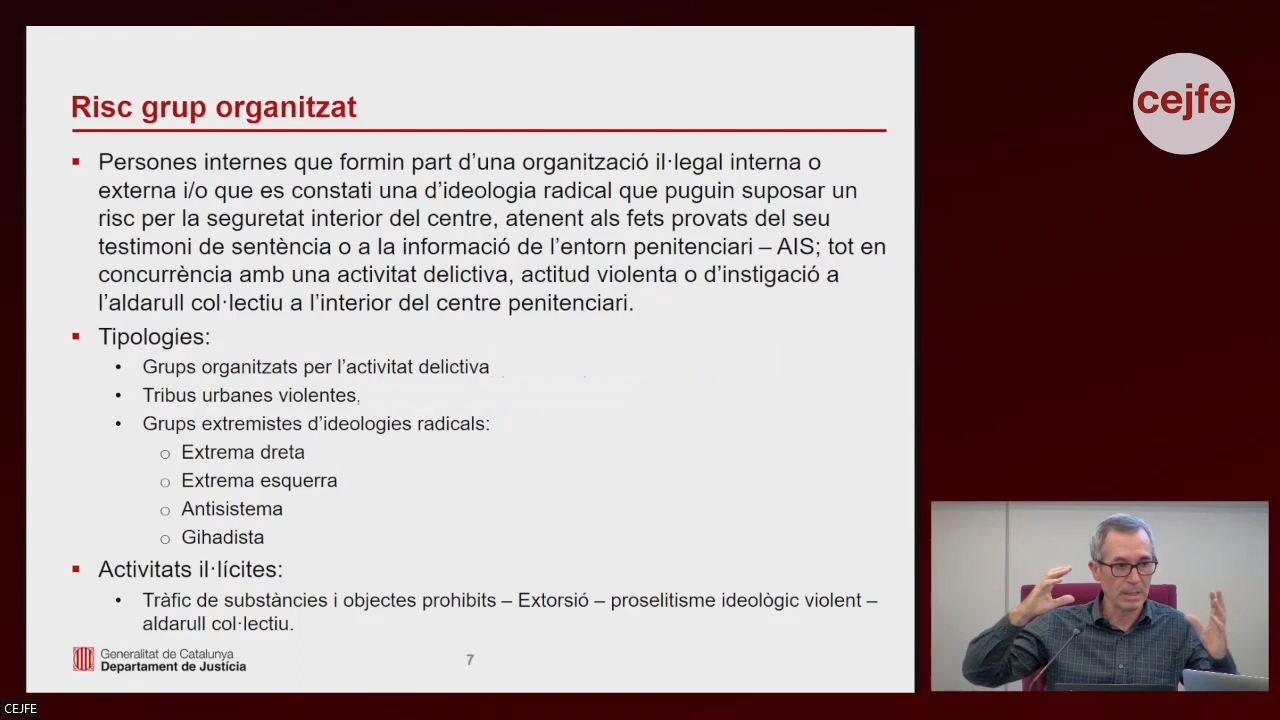 cejfe
Risc grup organitzat
▪ Persones internes que formin part d’una organització il·legal interna o
externa i/o que es constati una d’ideologia radical que puguin suposar un
risc per la seguretat interior del centre, atenent als fets provats del seu
testimoni de sentència o a la informació de l’entorn penitenciari – AIS; tot en
concurrència amb una activitat delictiva, actitud violenta o d’instigació a
l’aldarull col·lectiu a l’interior del centre penitenciari.
▪ Tipologies:
• Grups organitzats per l’activitat delictiva
• Tribus urbanes violentes,
• Grups extremistes d’ideologies radicals:
o Extrema dreta
o Extrema esquerra
o Antisistema
o Gihadista
▪ Activitats il·lícites:
• Tràfic de substàncies i objectes prohibits – Extorsió – proselitisme ideològic violent –
aldarull col·lectiu.
Generalitat de Catalunya
Departament de Justícia
7
CEJFE